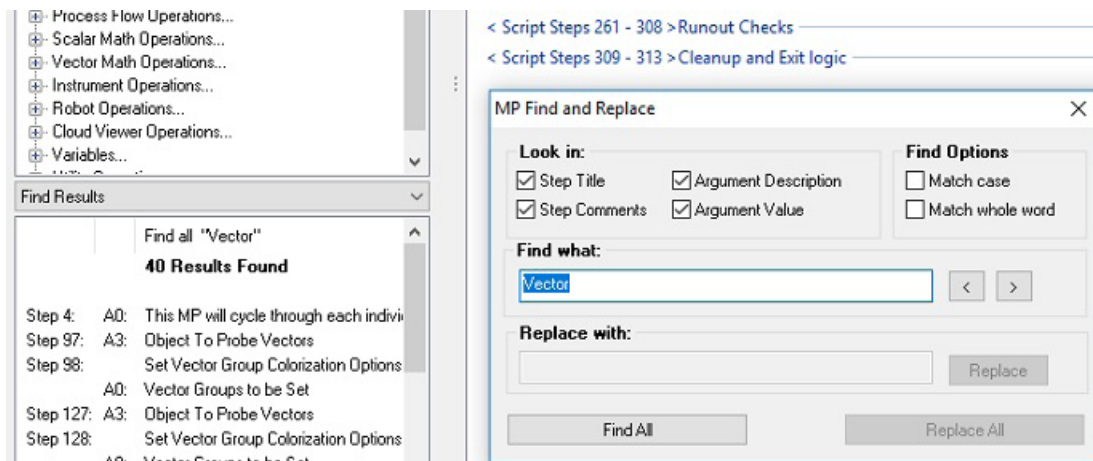 Process Flow Operations...
Scalar Math Operations...
Vector Math Operations...
Instrument Operations...
Robot Operations...
Cloud Viewer Operations...
Variables...
Find Results
Find all "Vector"
40 Results Found
Step 4: A0: This MP will cycle through each indivi
Step 97: A3: Object To Probe Vectors
Step 98: Set Vector Group Colorization Options
A0: Vector Groups to be Set
Step 127: A3: Object To Probe Vectors
Step 128: Set Vector Group Colorization Options
< Script Steps 261 - 308 >Runout Checks
< Script Steps 309 - 313 >Cleanup and Exit logic
MP Find and Replace
Look in:
Step Title
Argument Description
Step Comments
Argument Value
Find Options
Match case
Match whole word
Find what:
Vector
< >
Replace with:
Replace
Find All
Replace All